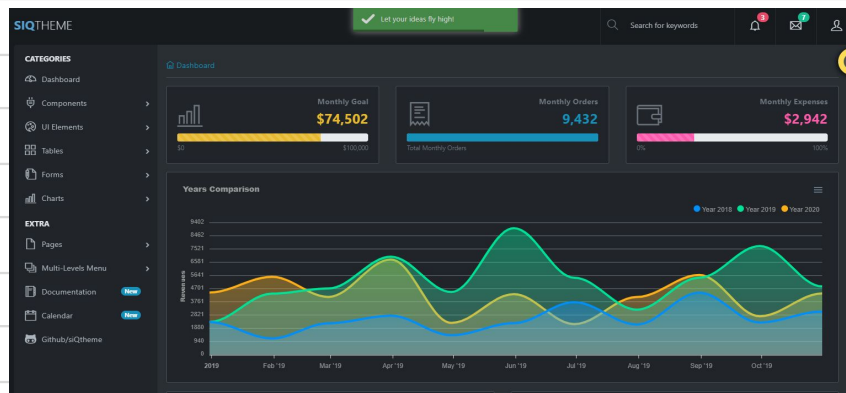 SIQTHEME
Let your ideas fly high!
Search for keywords
3
7
CATEGORIES
Dashboard
Components
UI Elements
Tables
Forms
Charts
EXTRA
Pages
Multi-Levels Menu
Documentation New
Calendar New
Github/siQtheme
Dashboard
Monthly Goal
$74,502
$0 $100,000
Monthly Orders
9,432
Total Monthly Orders
Monthly Expenses
$2,942
0% 100%
Years Comparison
Year 2018 Year 2019 Year 2020
Revenues
9402
8462
7521
6581
5641
4701
3761
2821
1880
940
0
2019 Feb '19 Mar '19 Apr '19 May '19 Jun '19 Jul '19 Aug '19 Sep '19 Oct '19